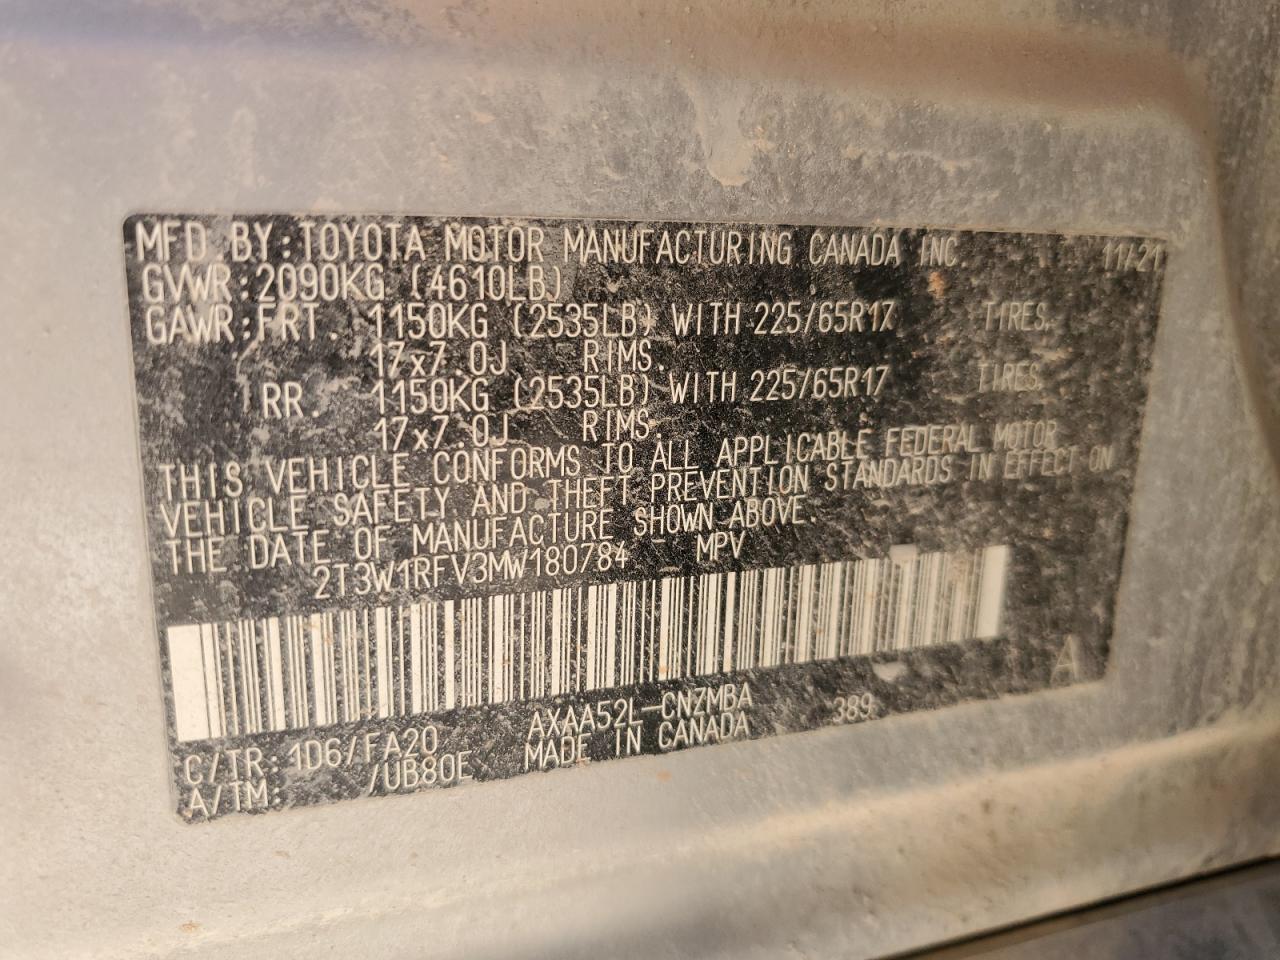 MFD. BY: TOYOTA MOTOR MANUFACTURING CANADA INC. 11/21
GVWR: 2090KG (4610LB)
GAWR: FRT. 1150KG (2535LB) WITH 225/65R17 TIRES.
17x7.0J RIMS.
RR. 1150KG (2535LB) WITH 225/65R17 TIRES.
17x7.0J RIMS.
THIS VEHICLE CONFORMS TO ALL APPLICABLE FEDERAL MOTOR
VEHICLE SAFETY AND THEFT PREVENTION STANDARDS IN EFFECT ON
THE DATE OF MANUFACTURE SHOWN ABOVE.
2T3W1RFV3MW180784 MPV
A
C/TR: 1D6/FA20 AXAA52L-CNZMBA 389
A/TM: /UB80E MADE IN CANADA